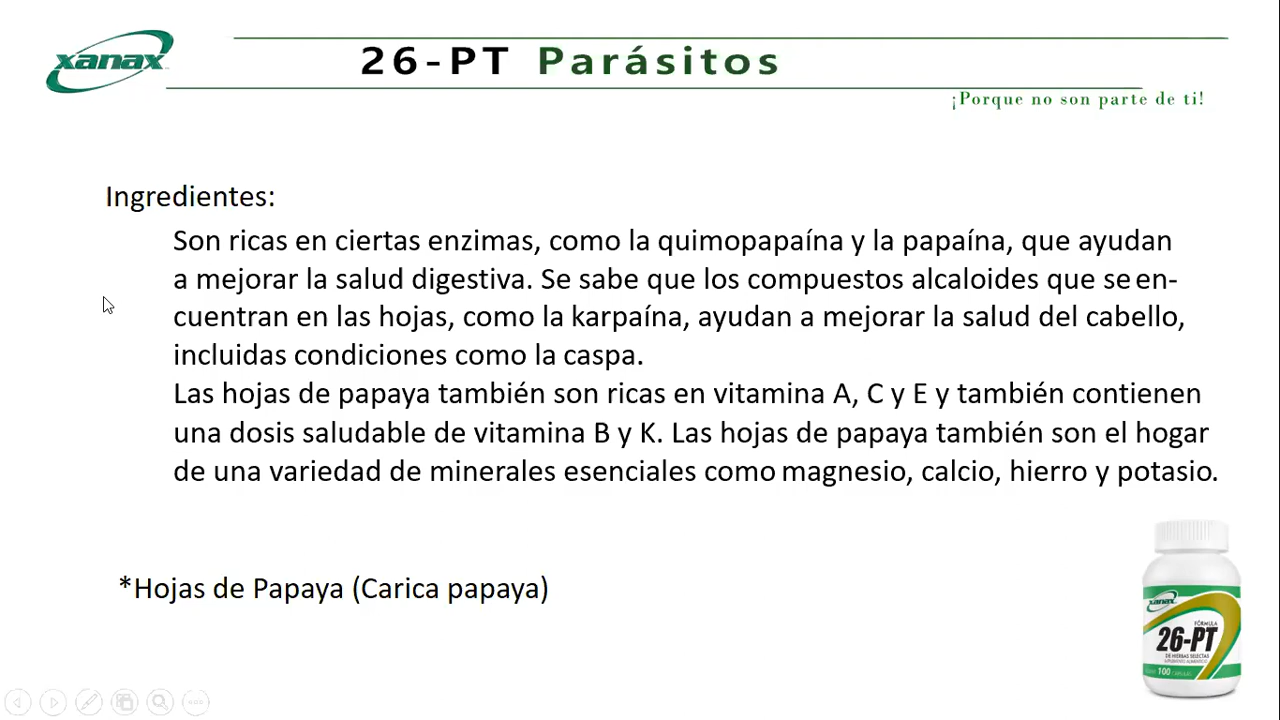 xanax
26-PT Parásitos
¡Porque no son parte de ti!
Ingredientes:
Son ricas en ciertas enzimas, como la quimopapaína y la papaína, que ayudan
a mejorar la salud digestiva. Se sabe que los compuestos alcaloides que se en-
cuentran en las hojas, como la karpaína, ayudan a mejorar la salud del cabello,
incluidas condiciones como la caspa.
Las hojas de papaya también son ricas en vitamina A, C y E y también contienen
una dosis saludable de vitamina B y K. Las hojas de papaya también son el hogar
de una variedad de minerales esenciales como magnesio, calcio, hierro y potasio.
*Hojas de Papaya (Carica papaya)
xanax
FÓRMULA
26-PT
DE HIERBAS SELECTAS
SUPLEMENTO ALIMENTICIO
100